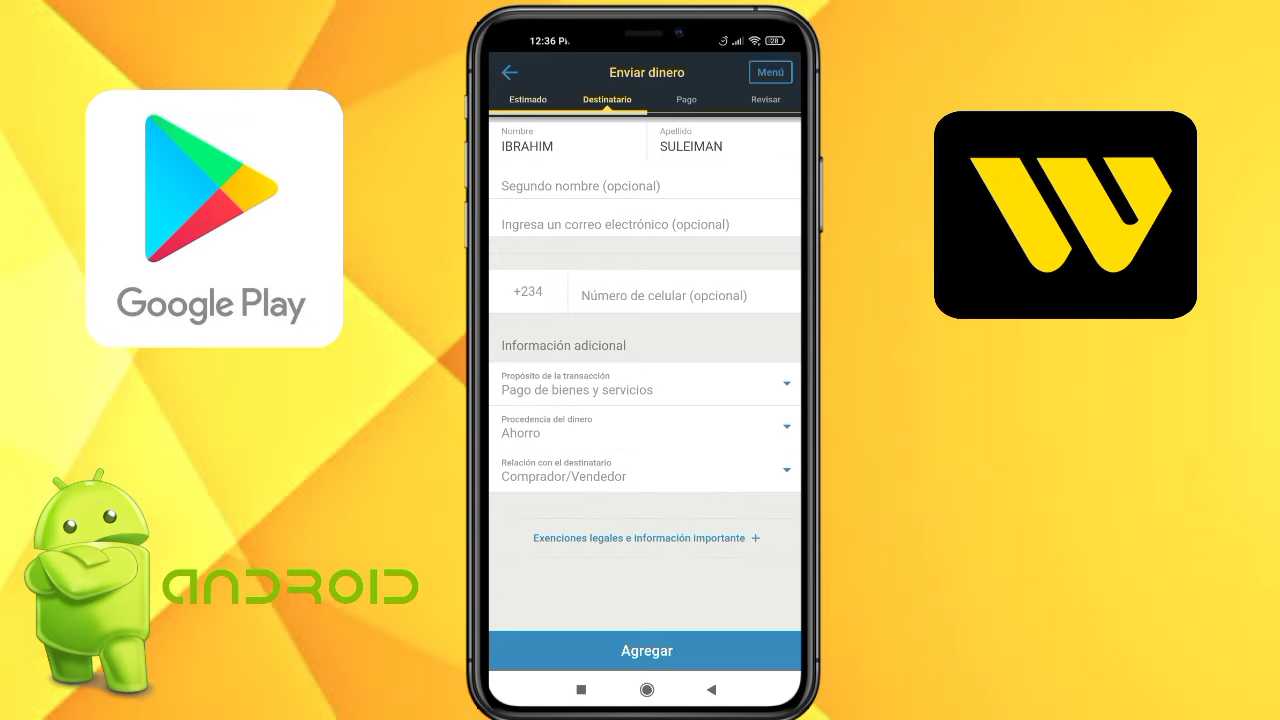 12:36
28
Enviar dinero
Menú
Estimado
Destinatario
Pago
Revisar
Nombre
Apellido
IBRAHIM
SULEIMAN
Segundo nombre (opcional)
Ingresa un correo electrónico (opcional)
+234
Número de celular (opcional)
Información adicional
Propósito de la transacción
Pago de bienes y servicios
Procedencia del dinero
Ahorro
Relación con el destinatario
Comprador/Vendedor
Exenciones legales e información importante +
Agregar
Google Play
ANDROID
W